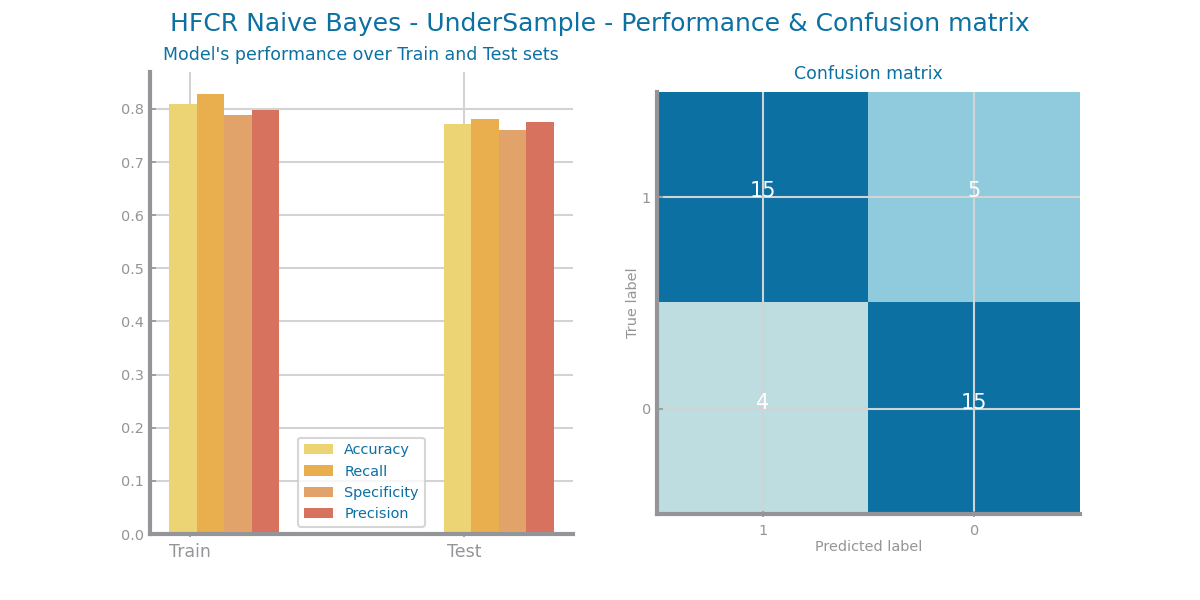 HFCR Naive Bayes - UnderSample - Performance & Confusion matrix
Model's performance over Train and Test sets
0.8
0.7
0.6
0.5
0.4
0.3
0.2
0.1
0.0
Train
Test
Accuracy
Recall
Specificity
Precision
Confusion matrix
True label
1
0
15
5
4
15
1
0
Predicted label